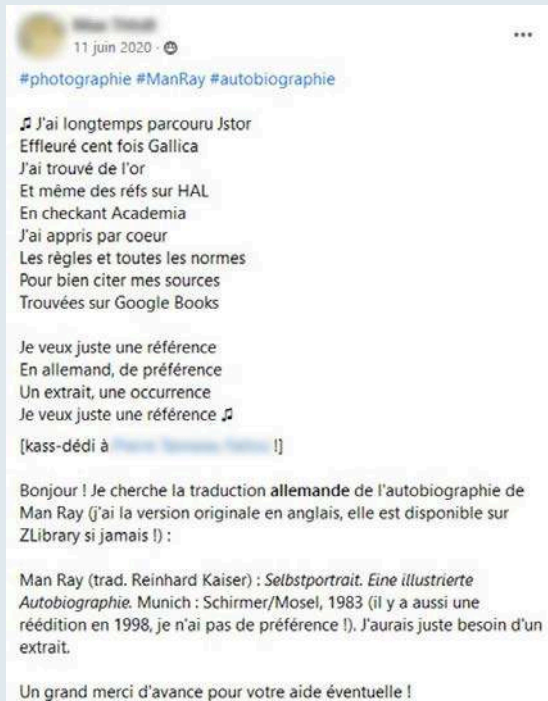 11 juin 2020 ·
#photographie #ManRay #autobiographie
♫ J'ai longtemps parcouru Jstor
Effleuré cent fois Gallica
J'ai trouvé de l'or
Et même des réfs sur HAL
En checkant Academia
J'ai appris par coeur
Les règles et toutes les normes
Pour bien citer mes sources
Trouvées sur Google Books
Je veux juste une référence
En allemand, de préférence
Un extrait, une occurrence
Je veux juste une référence ♫
[kass-dédi à !]
Bonjour ! Je cherche la traduction allemande de l'autobiographie de
Man Ray (j'ai la version originale en anglais, elle est disponible sur
ZLibrary si jamais !) :
Man Ray (trad. Reinhard Kaiser) : Selbstportrait. Eine illustrierte
Autobiographie. Munich : Schirmer/Mosel, 1983 (il y a aussi une
réédition en 1998, je n'ai pas de préférence !). J'aurais juste besoin d'un
extrait.
Un grand merci d'avance pour votre aide éventuelle !